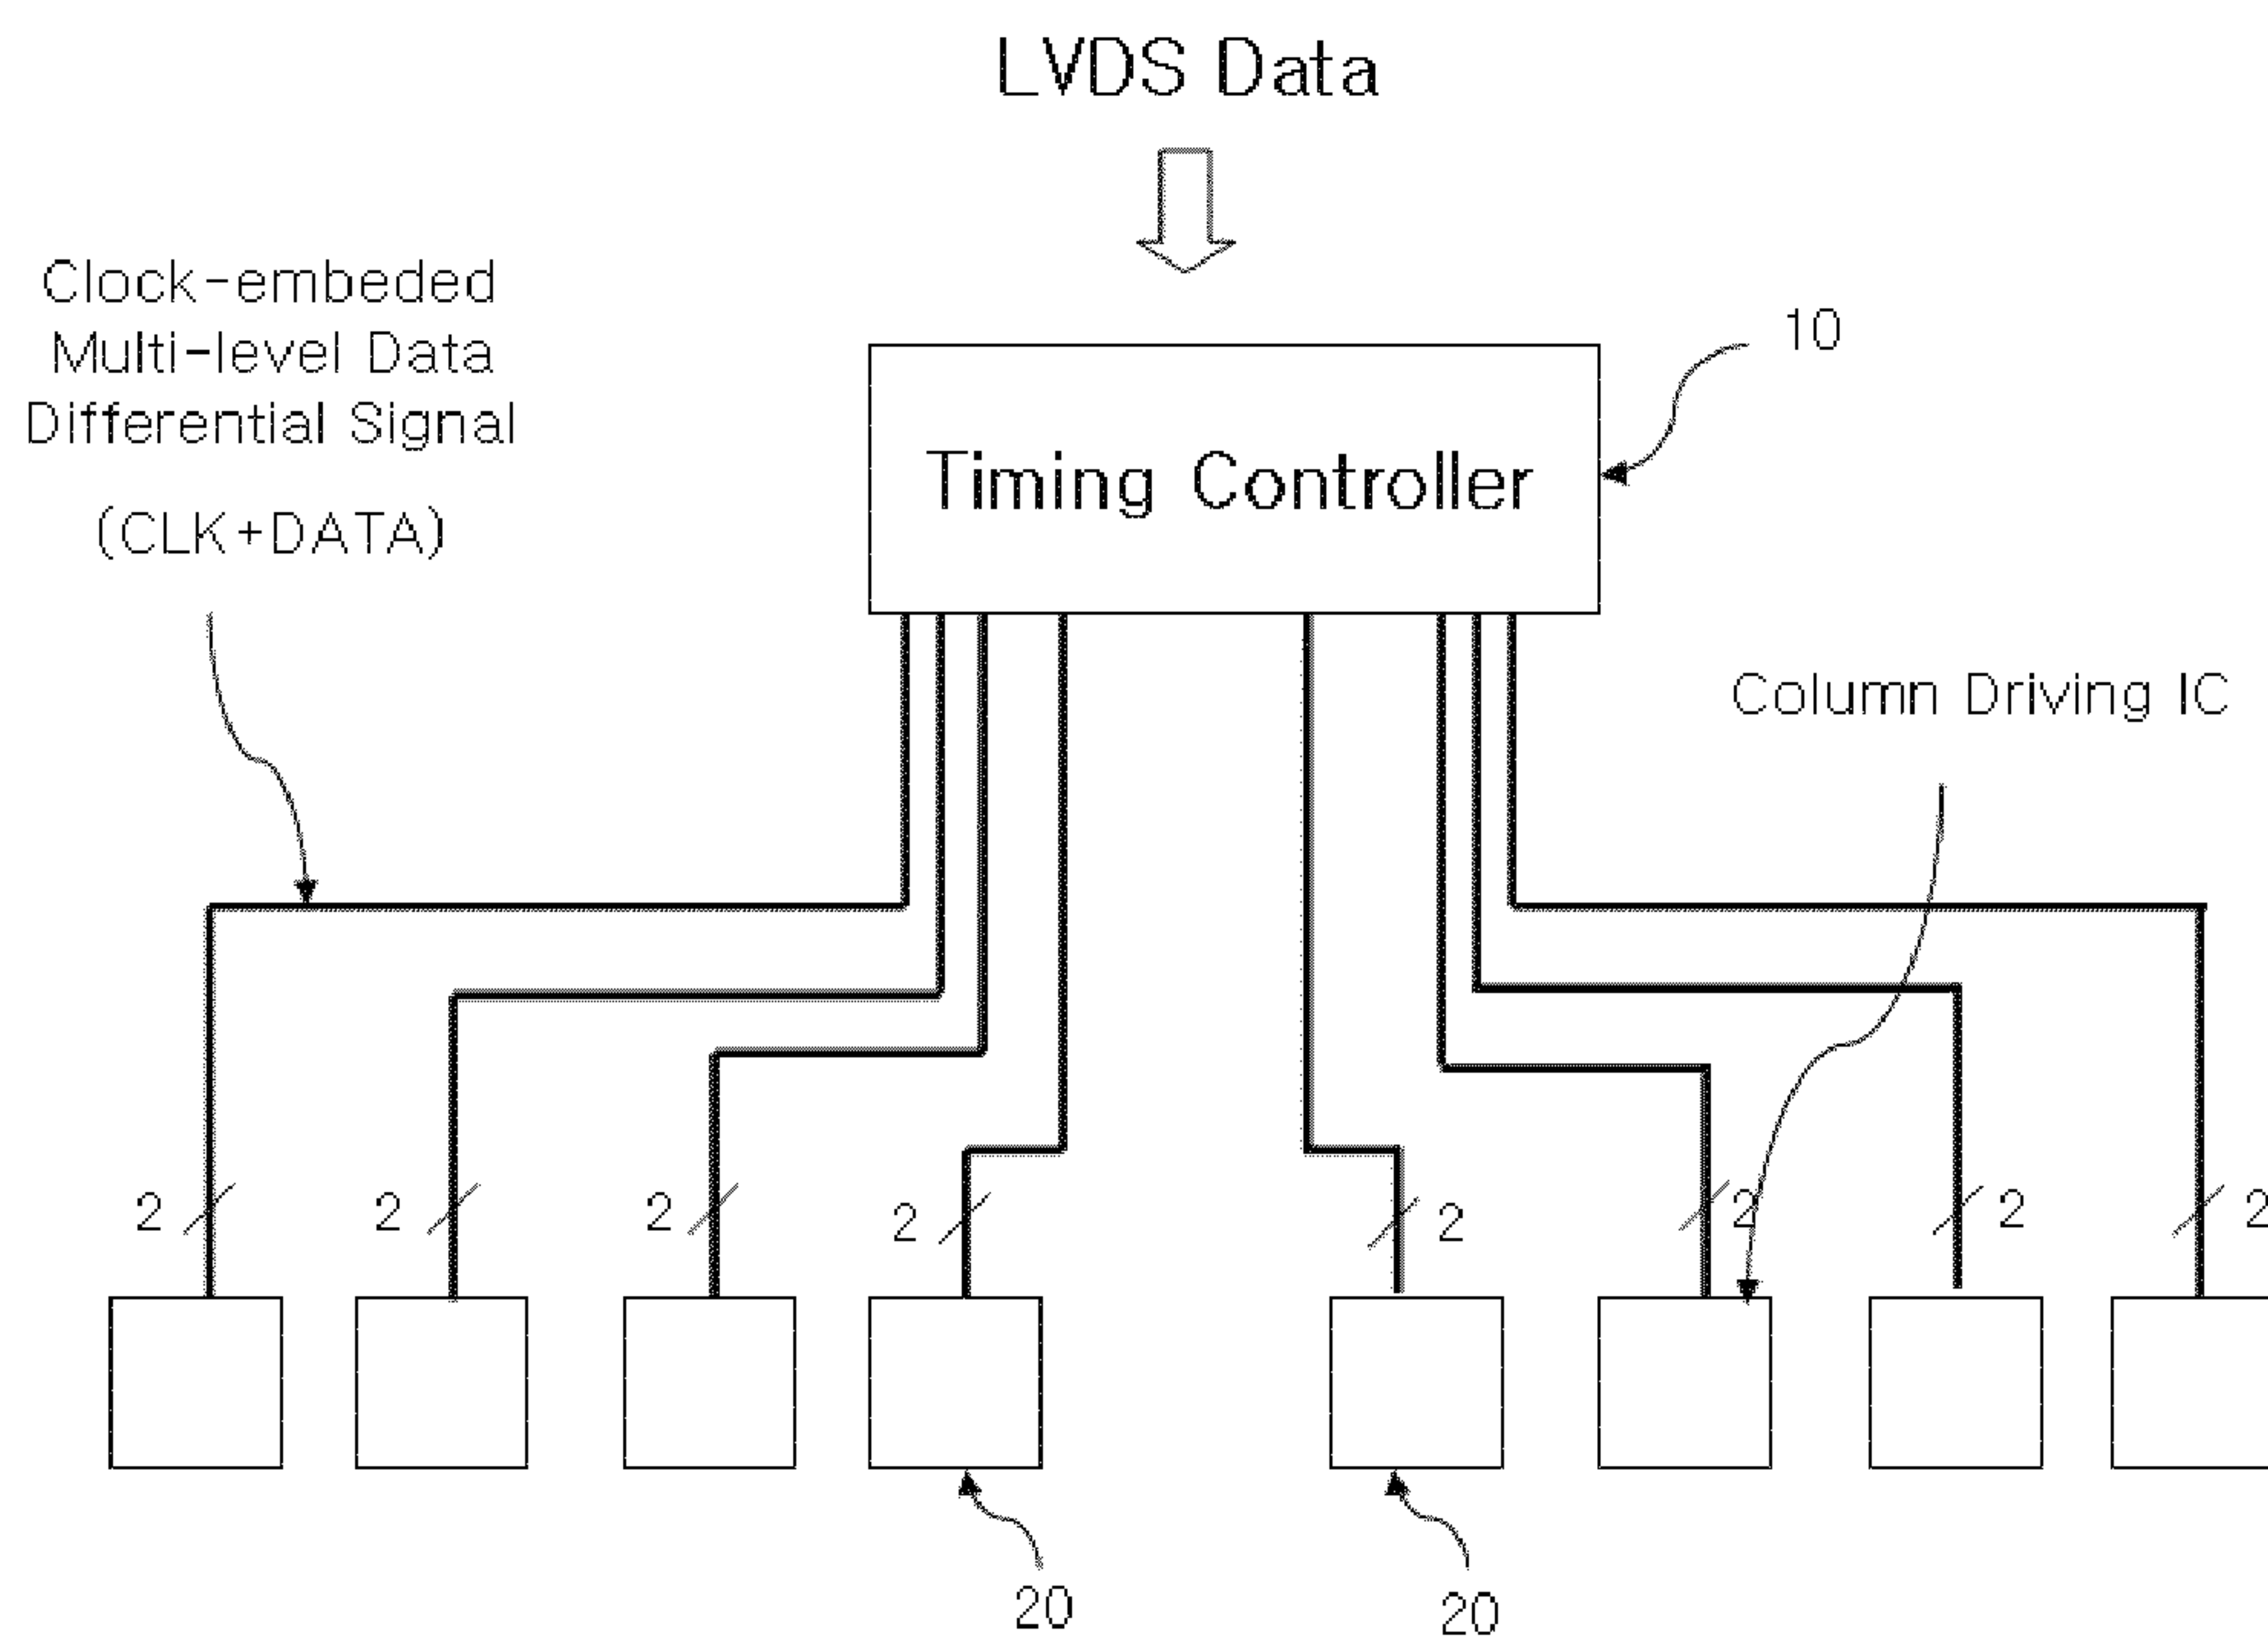 LVDS Data
Clock-embeded
Multi-level Data
Differential Signal
(CLK+DATA)
10
Timing Controller
Column Driving IC
2
2
2
2
2
2
2
2
20
20